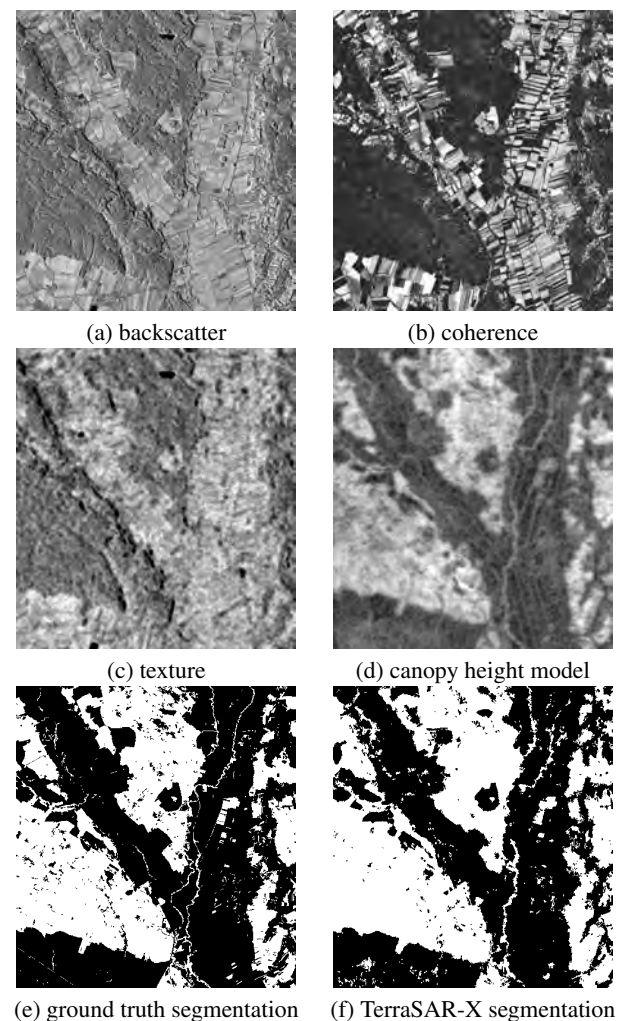 (a) backscatter
(b) coherence
(c) texture
(d) canopy height model
(e) ground truth segmentation
(f) TerraSAR-X segmentation